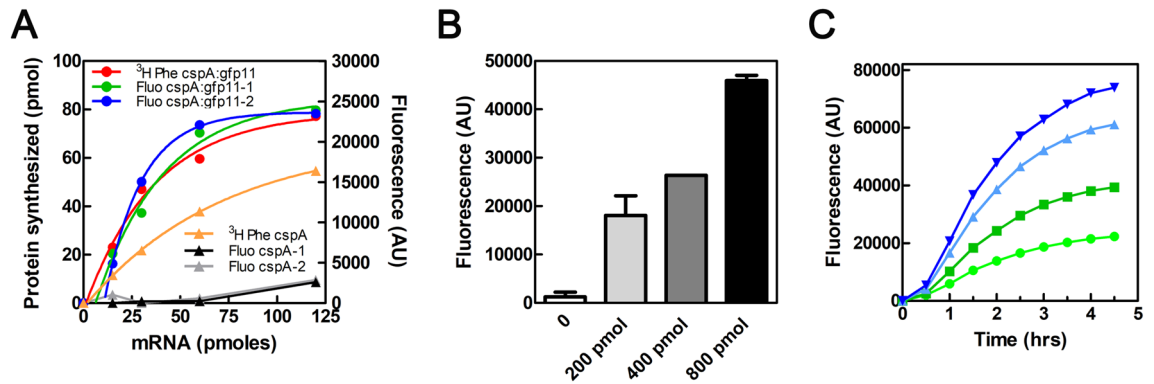 A
B
C
Protein synthesized (pmol)
100
80
60
40
20
0
³H Phe cspA:gfp11
Fluo cspA:gfp11-1
Fluo cspA:gfp11-2
³H Phe cspA
Fluo cspA-1
Fluo cspA-2
30000
25000
20000
15000
10000
5000
0
Fluorescence (AU)
0 25 50 75 100 125
mRNA (pmoles)
Fluorescence (AU)
50000
40000
30000
20000
10000
0
0
200 pmol
400 pmol
800 pmol
Fluorescence (AU)
80000
60000
40000
20000
0
0 1 2 3 4 5
Time (hrs)